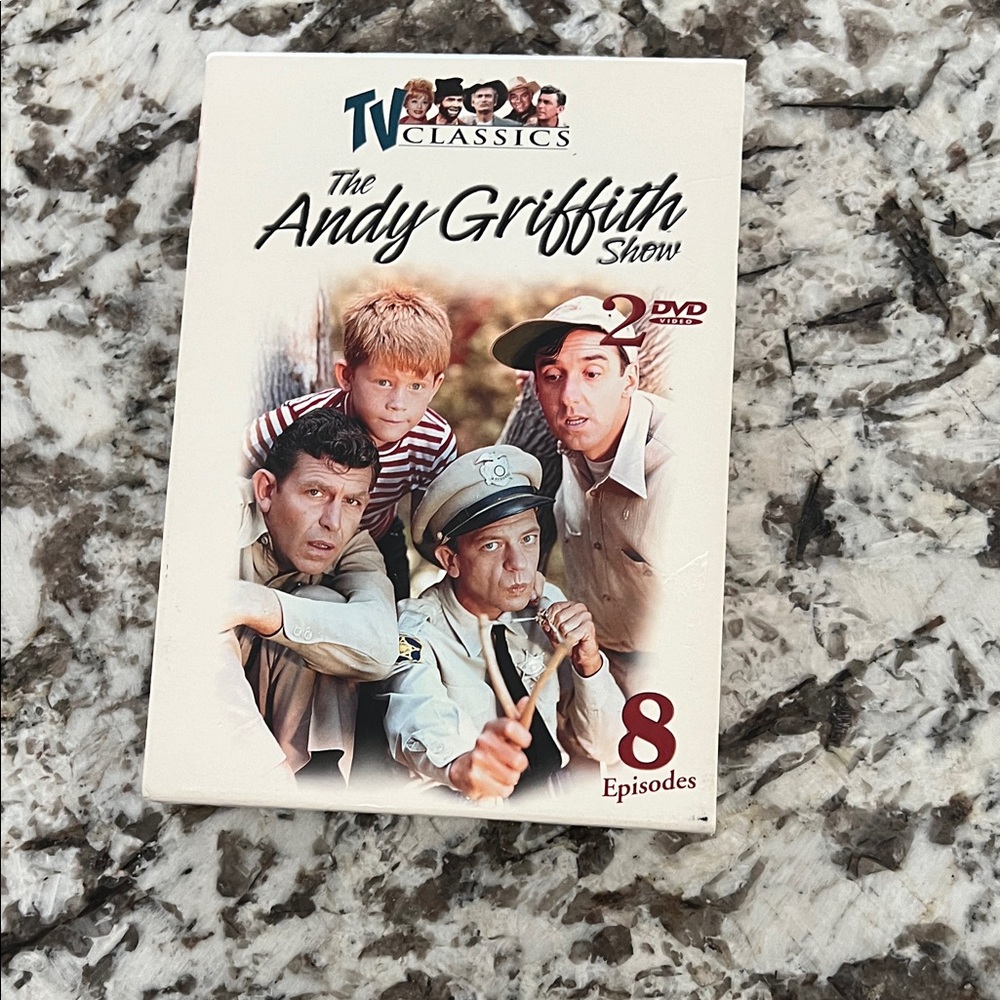 TV CLASSICS
The
Andy Griffith
Show
2 DVD
VIDEO
8
Episodes